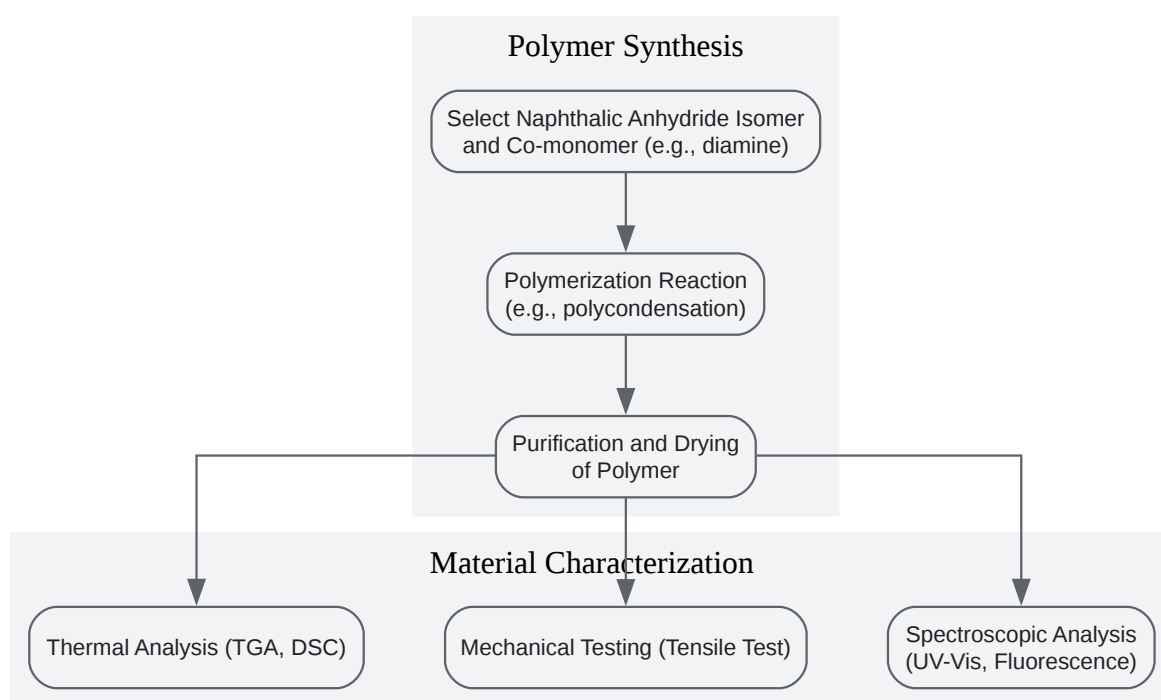 Polymer Synthesis
Select Naphthalic Anhydride Isomer
and Co-monomer (e.g., diamine)
Polymerization Reaction
(e.g., polycondensation)
Purification and Drying
of Polymer
Material Characterization
Thermal Analysis (TGA, DSC)
Mechanical Testing (Tensile Test)
Spectroscopic Analysis
(UV-Vis, Fluorescence)